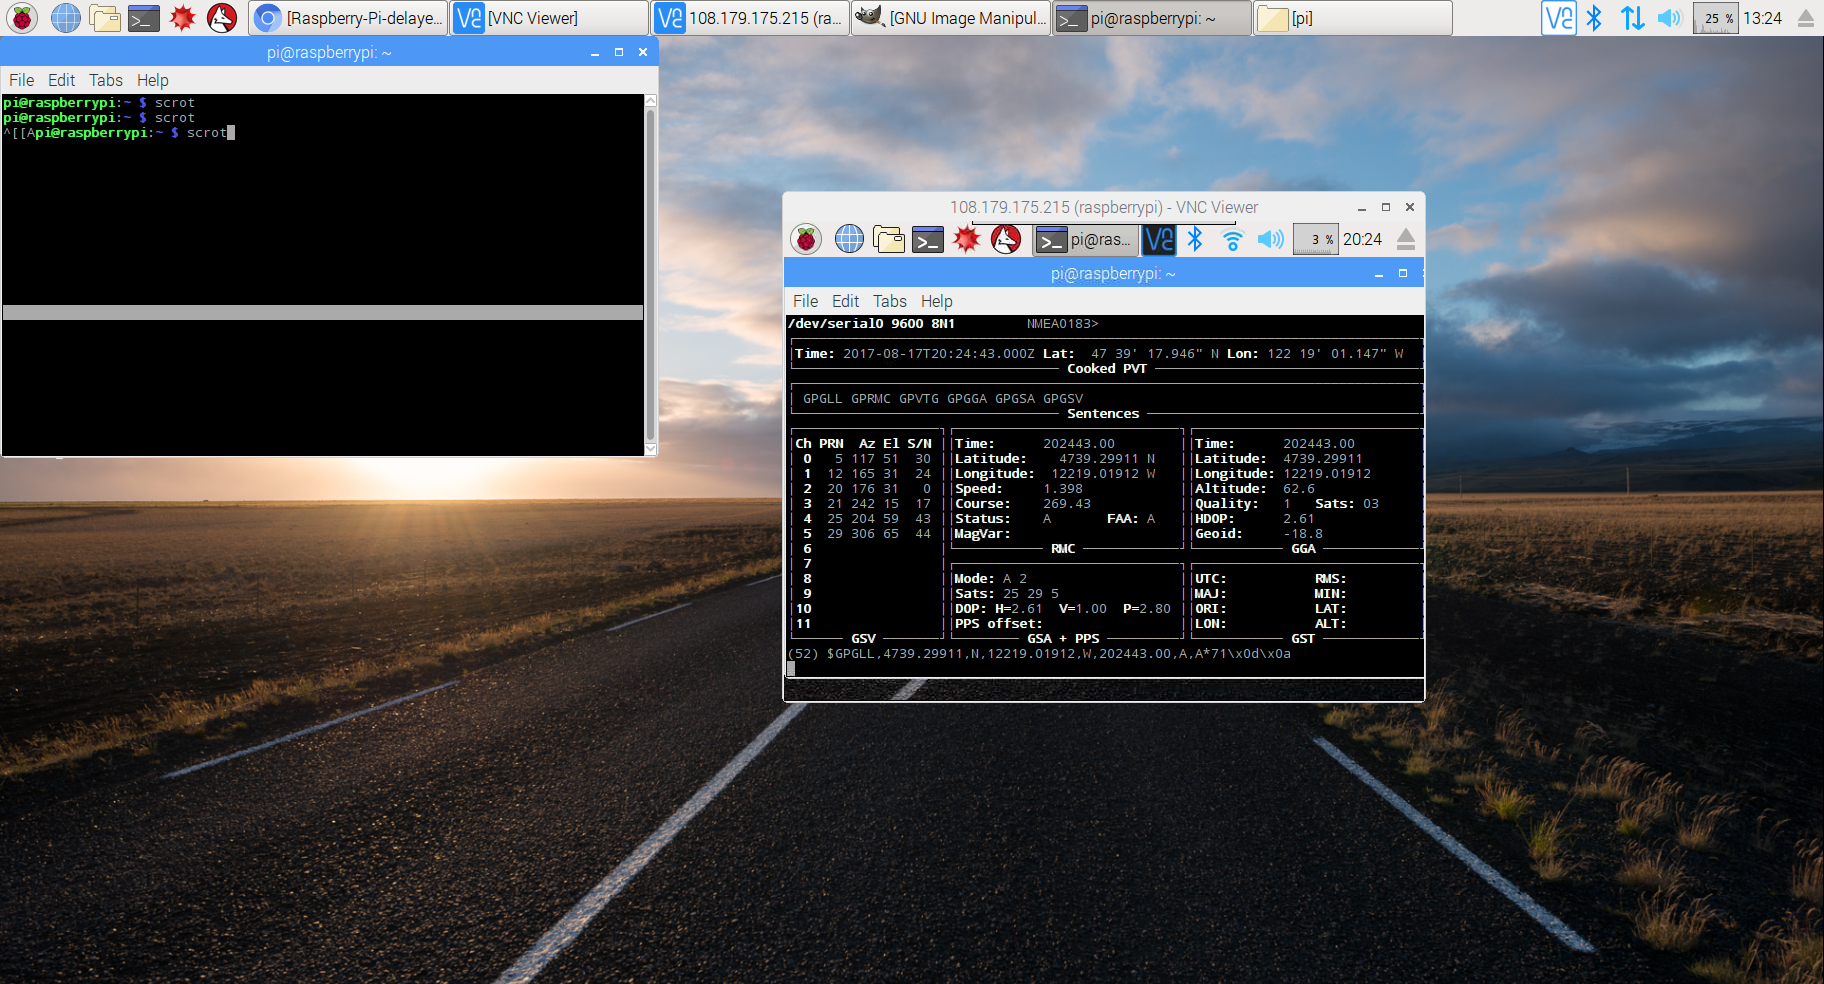 [Raspberry-Pi-delaye... [VNC Viewer] 108.179.175.215 (ra... [GNU Image Manipul... pi@raspberrypi: ~ [pi] 25 % 13:24
pi@raspberrypi: ~
File Edit Tabs Help
pi@raspberrypi:~ $ scrot
pi@raspberrypi:~ $ scrot
^[[Api@raspberrypi:~ $ scrot
108.179.175.215 (raspberrypi) - VNC Viewer
pi@ras... 3 % 20:24
pi@raspberrypi: ~
File Edit Tabs Help
/dev/serial0 9600 8N1 NMEA0183>
Time: 2017-08-17T20:24:43.000Z Lat: 47 39' 17.946" N Lon: 122 19' 01.147" W
Cooked PVT
GPGLL GPRMC GPVTG GPGGA GPGSA GPGSV
Sentences
Ch PRN Az El S/N Time: 202443.00 Time: 202443.00
0 5 117 51 30 Latitude: 4739.29911 N Latitude: 4739.29911
1 12 165 31 24 Longitude: 12219.01912 W Longitude: 12219.01912
2 20 176 31 0 Speed: 1.398 Altitude: 62.6
3 21 242 15 17 Course: 269.43 Quality: 1 Sats: 03
4 25 204 59 43 Status: A FAA: A HDOP: 2.61
5 29 306 65 44 MagVar: Geoid: -18.8
6 RMC GGA
7
8 Mode: A 2 UTC: RMS:
9 Sats: 25 29 5 MAJ: MIN:
10 DOP: H=2.61 V=1.00 P=2.80 ORI: LAT:
11 PPS offset: LON: ALT:
GSV GSA + PPS GST
(52) $GPGLL,4739.29911,N,12219.01912,W,202443.00,A,A*71\x0d\x0a